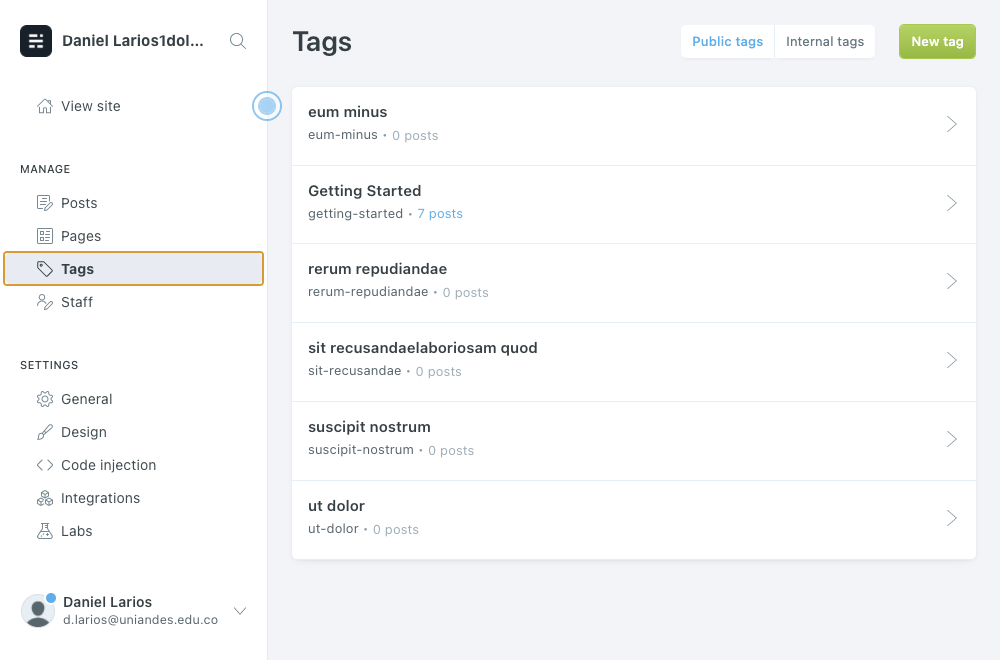 Daniel Larios1dol...
View site
MANAGE
Posts
Pages
Tags
Staff
SETTINGS
General
Design
Code injection
Integrations
Labs
Daniel Larios
d.larios@uniandes.edu.co
Tags
Public tags
Internal tags
New tag
eum minus
eum-minus • 0 posts
Getting Started
getting-started • 7 posts
rerum repudiandae
rerum-repudiandae • 0 posts
sit recusandaelaboriosam quod
sit-recusandae • 0 posts
suscipit nostrum
suscipit-nostrum • 0 posts
ut dolor
ut-dolor • 0 posts